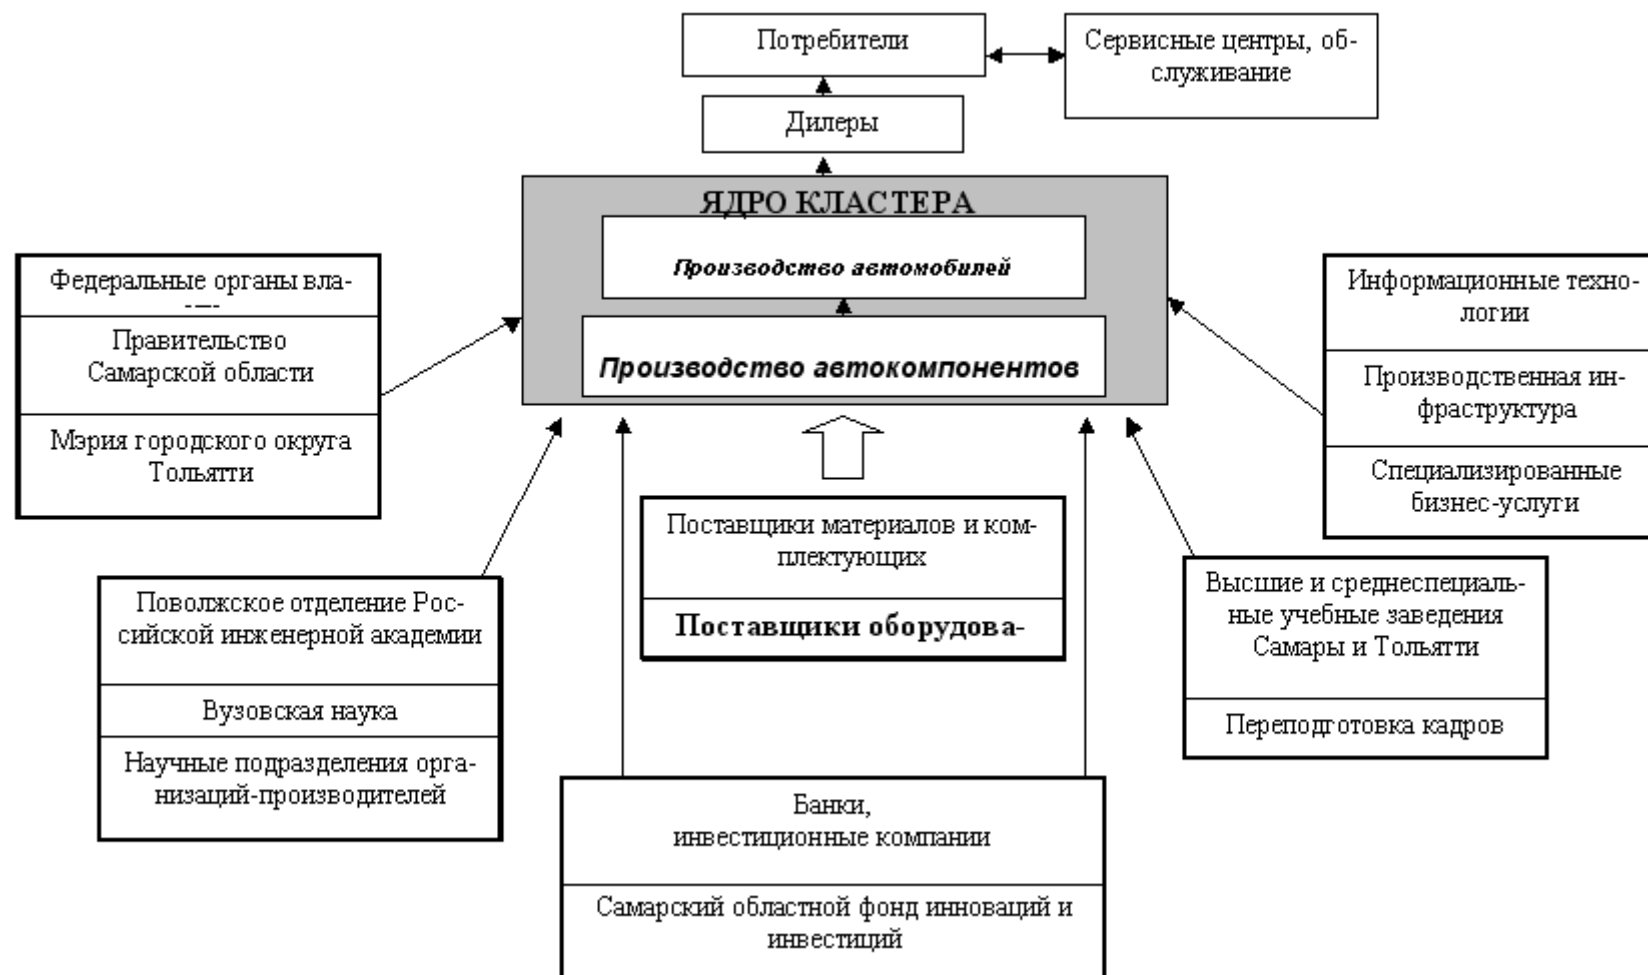 Потребители
Сервисные центры, об-
служивание
Дилеры
ЯДРО КЛАСТЕРА
Производство автомобилей
Производство автокомпонентов
Федеральные органы вла-
Правительство
Самарской области
Мэрия городского округа
Тольятти
Информационные техно-
логии
Производственная ин-
фраструктура
Специализированные
бизнес-услуги
Поставщики материалов и ком-
плектующих
Поставщики оборудова-
Поволжское отделение Рос-
сийской инженерной академии
Вузовская наука
Научные подразделения орга-
низаций-производителей
Высшие и среднеспециаль-
ные учебные заведения
Самары и Тольятти
Переподготовка кадров
Банки,
инвестиционные компании
Самарский областной фонд инноваций и
инвестиций